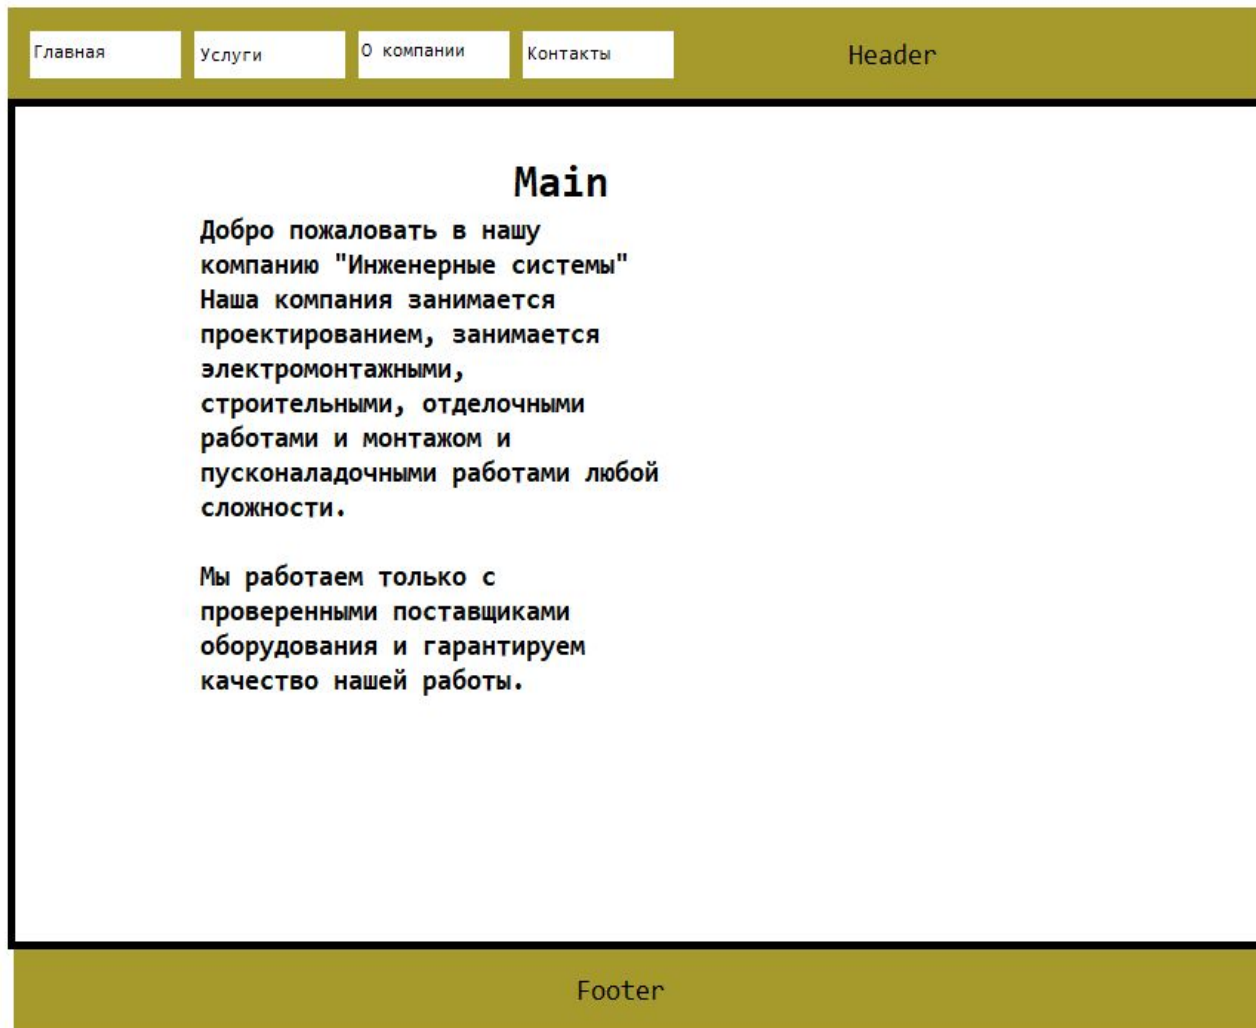 Главная
Услуги
О компании
Контакты
Header
Main
Добро пожаловать в нашу
компанию "Инженерные системы"
Наша компания занимается
проектированием, занимается
электромонтажными,
строительными, отделочными
работами и монтажом и
пусконаладочными работами любой
сложности.
Мы работаем только с
проверенными поставщиками
оборудования и гарантируем
качество нашей работы.
Footer